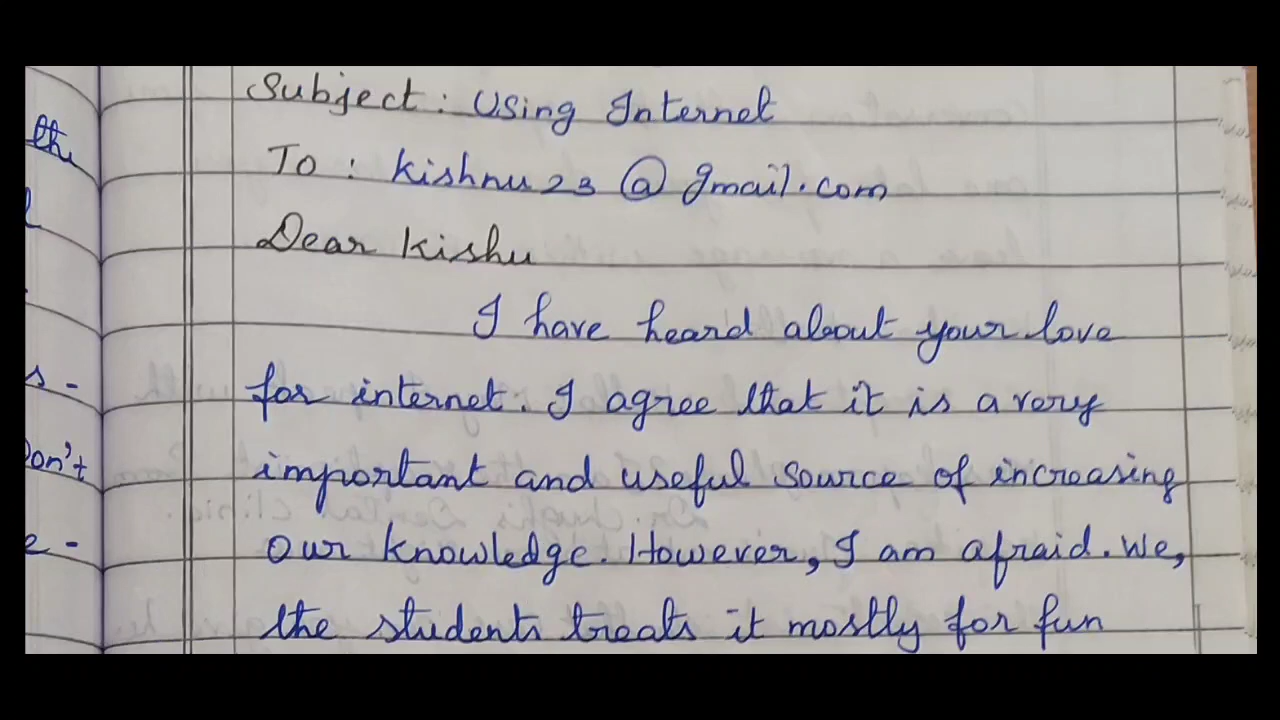 Subject: Using Internet
th
To: Kishnu23@gmail.com
Dear Kishu
I have heard about your love
s -
for internet. I agree that it is a very
Don't
important and useful source of increasing
e -
our knowledge. However, I am afraid. We,
the students treats it mostly for fun